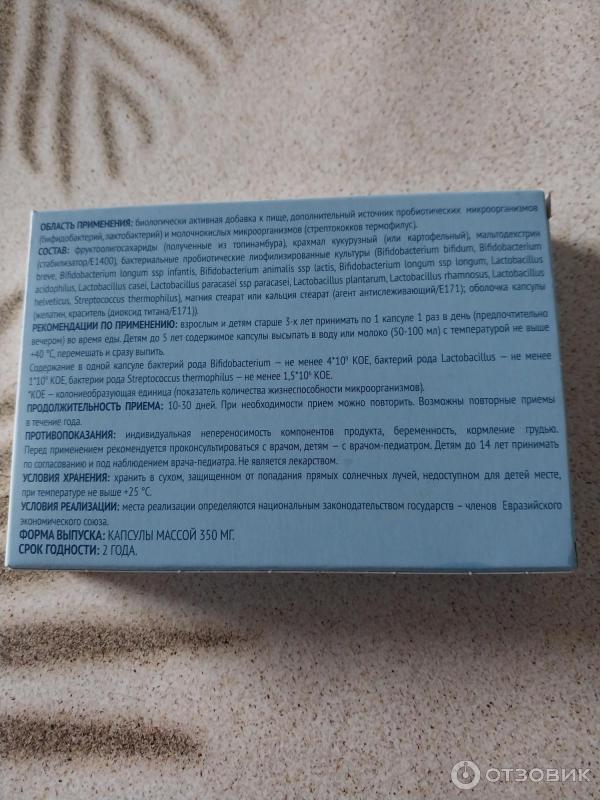 ОБЛАСТЬ ПРИМЕНЕНИЯ: биологически активная добавка к пище, дополнительный источник пробиотических микроорганизмов
(бифидобактерий, лактобактерий) и молочнокислых микроорганизмов (стрептококков термофилус).
СОСТАВ: фруктоолигосахариды (полученные из топинамбура), крахмал кукурузный (или картофельный), мальтодекстрин
(стабилизатор/Е1400), бактериальные пробиотические лиофилизированные культуры (Bifidobacterium bifidum, Bifidobacterium
breve, Bifidobacterium longum ssp infantis, Bifidobacterium animalis ssp lactis, Bifidobacterium longum ssp longum, Lactobacillus
acidophilus, Lactobacillus casei, Lactobacillus paracasei ssp paracasei, Lactobacillus plantarum, Lactobacillus rhamnosus, Lactobacillus
helveticus, Streptococcus thermophilus), магния стеарат или кальция стеарат (агент антислеживающий/Е171); оболочка капсулы
(желатин, краситель (диоксид титана/Е171)).
РЕКОМЕНДАЦИИ ПО ПРИМЕНЕНИЮ: взрослым и детям старше 3-х лет принимать по 1 капсуле 1 раз в день (предпочтительно
вечером) во время еды. Детям до 5 лет содержимое капсулы высыпать в воду или молоко (50-100 мл) с температурой не выше
+40 °С, перемешать и сразу выпить.
Содержание в одной капсуле бактерий рода Bifidobacterium — не менее 4*10⁹ КОЕ, бактерий рода Lactobacillus — не менее
1*10⁹ КОЕ, бактерии рода Streptococcus thermophilus — не менее 1,5*10⁶ КОЕ.
*КОЕ – колониеобразующая единица (показатель количества жизнеспособности микроорганизмов).
ПРОДОЛЖИТЕЛЬНОСТЬ ПРИЕМА: 10-30 дней. При необходимости прием можно повторить. Возможны повторные приемы
в течение года.
ПРОТИВОПОКАЗАНИЯ: индивидуальная непереносимость компонентов продукта, беременность, кормление грудью.
Перед применением рекомендуется проконсультироваться с врачом, детям – с врачом-педиатром. Детям до 14 лет принимать
по согласованию и под наблюдением врача-педиатра. Не является лекарством.
УСЛОВИЯ ХРАНЕНИЯ: хранить в сухом, защищенном от попадания прямых солнечных лучей, недоступном для детей месте,
при температуре не выше +25 °С.
УСЛОВИЯ РЕАЛИЗАЦИИ: места реализации определяются национальным законодательством государств – членов Евразийского
экономического союза.
ФОРМА ВЫПУСКА: КАПСУЛЫ МАССОЙ 350 МГ.
СРОК ГОДНОСТИ: 2 ГОДА.
ОТЗОВИК